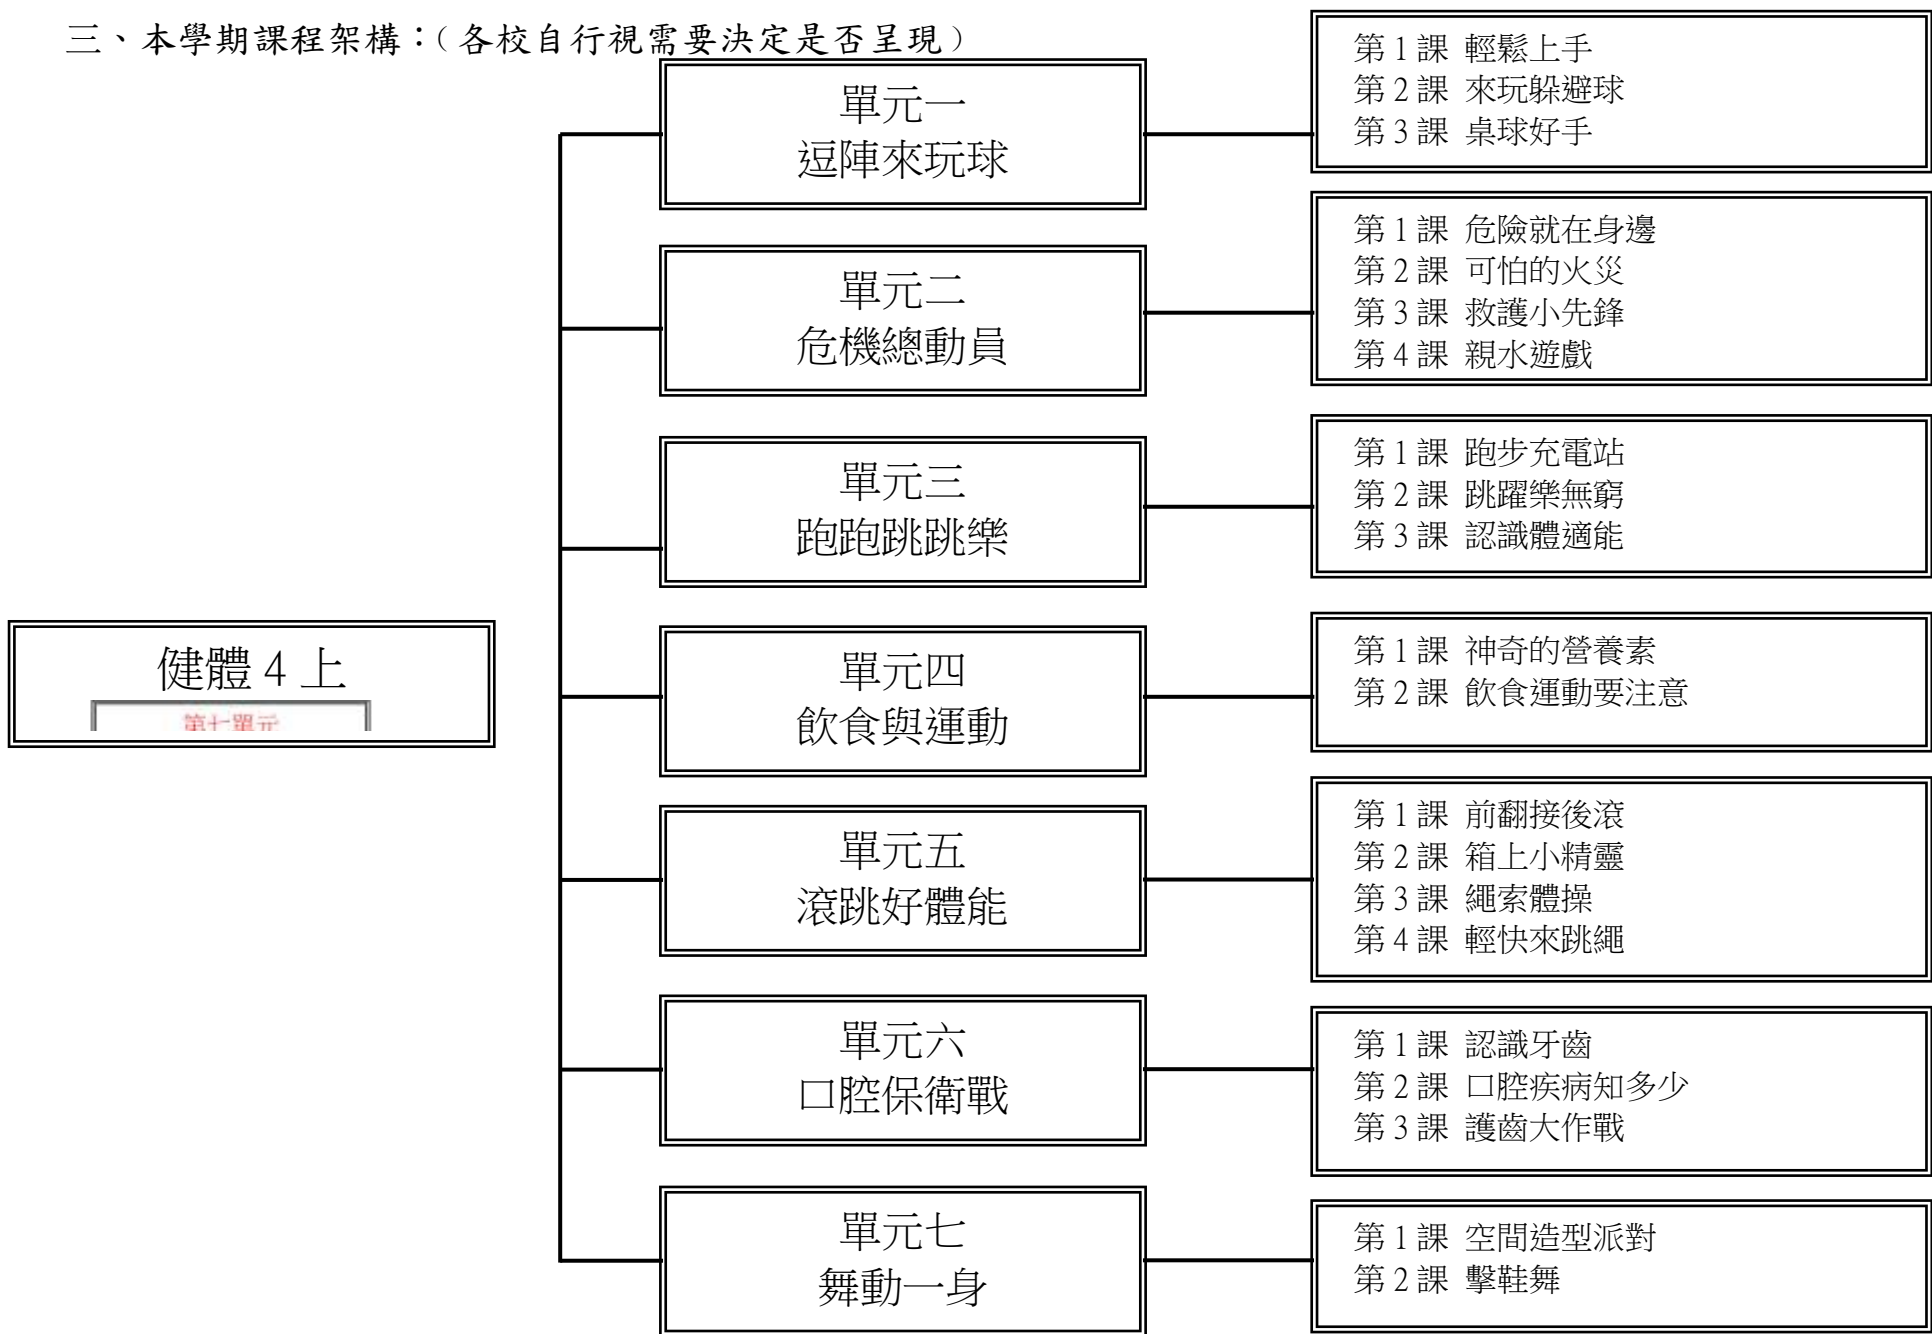 三、本學期課程架構：（各校自行視需要決定是否呈現）
健體 4 上
第七單元
單元一
逗陣來玩球
第 1 課 輕鬆上手
第 2 課 來玩躲避球
第 3 課 桌球好手
單元二
危機總動員
第 1 課 危險就在身邊
第 2 課 可怕的火災
第 3 課 救護小先鋒
第 4 課 親水遊戲
單元三
跑跑跳跳樂
第 1 課 跑步充電站
第 2 課 跳躍樂無窮
第 3 課 認識體適能
單元四
飲食與運動
第 1 課 神奇的營養素
第 2 課 飲食運動要注意
單元五
滾跳好體能
第 1 課 前翻接後滾
第 2 課 箱上小精靈
第 3 課 繩索體操
第 4 課 輕快來跳繩
單元六
口腔保衛戰
第 1 課 認識牙齒
第 2 課 口腔疾病知多少
第 3 課 護齒大作戰
單元七
舞動一身
第 1 課 空間造型派對
第 2 課 擊鞋舞